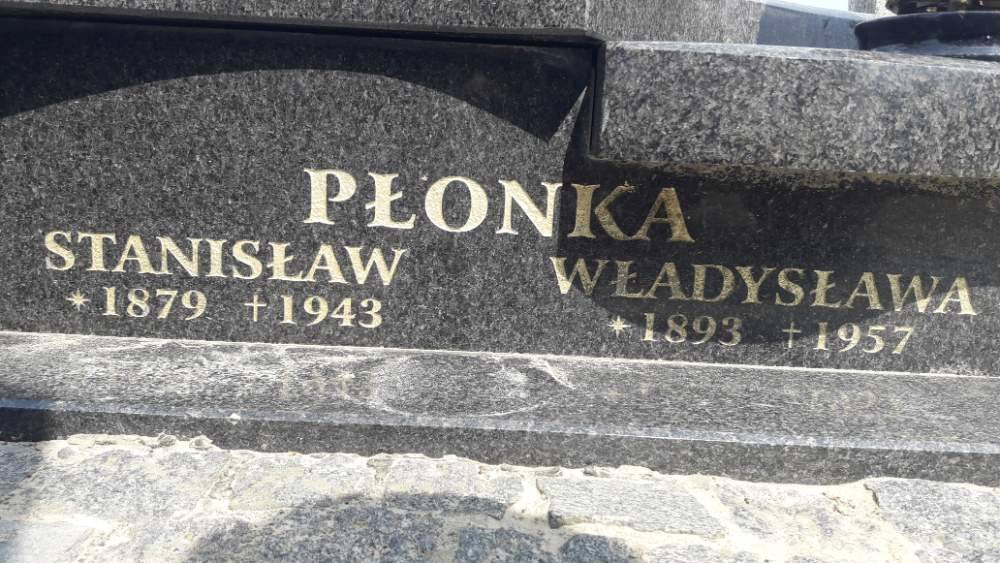 PŁONKA
STANISŁAW
* 1879 † 1943
WŁADYSŁAWA
* 1893 † 1957